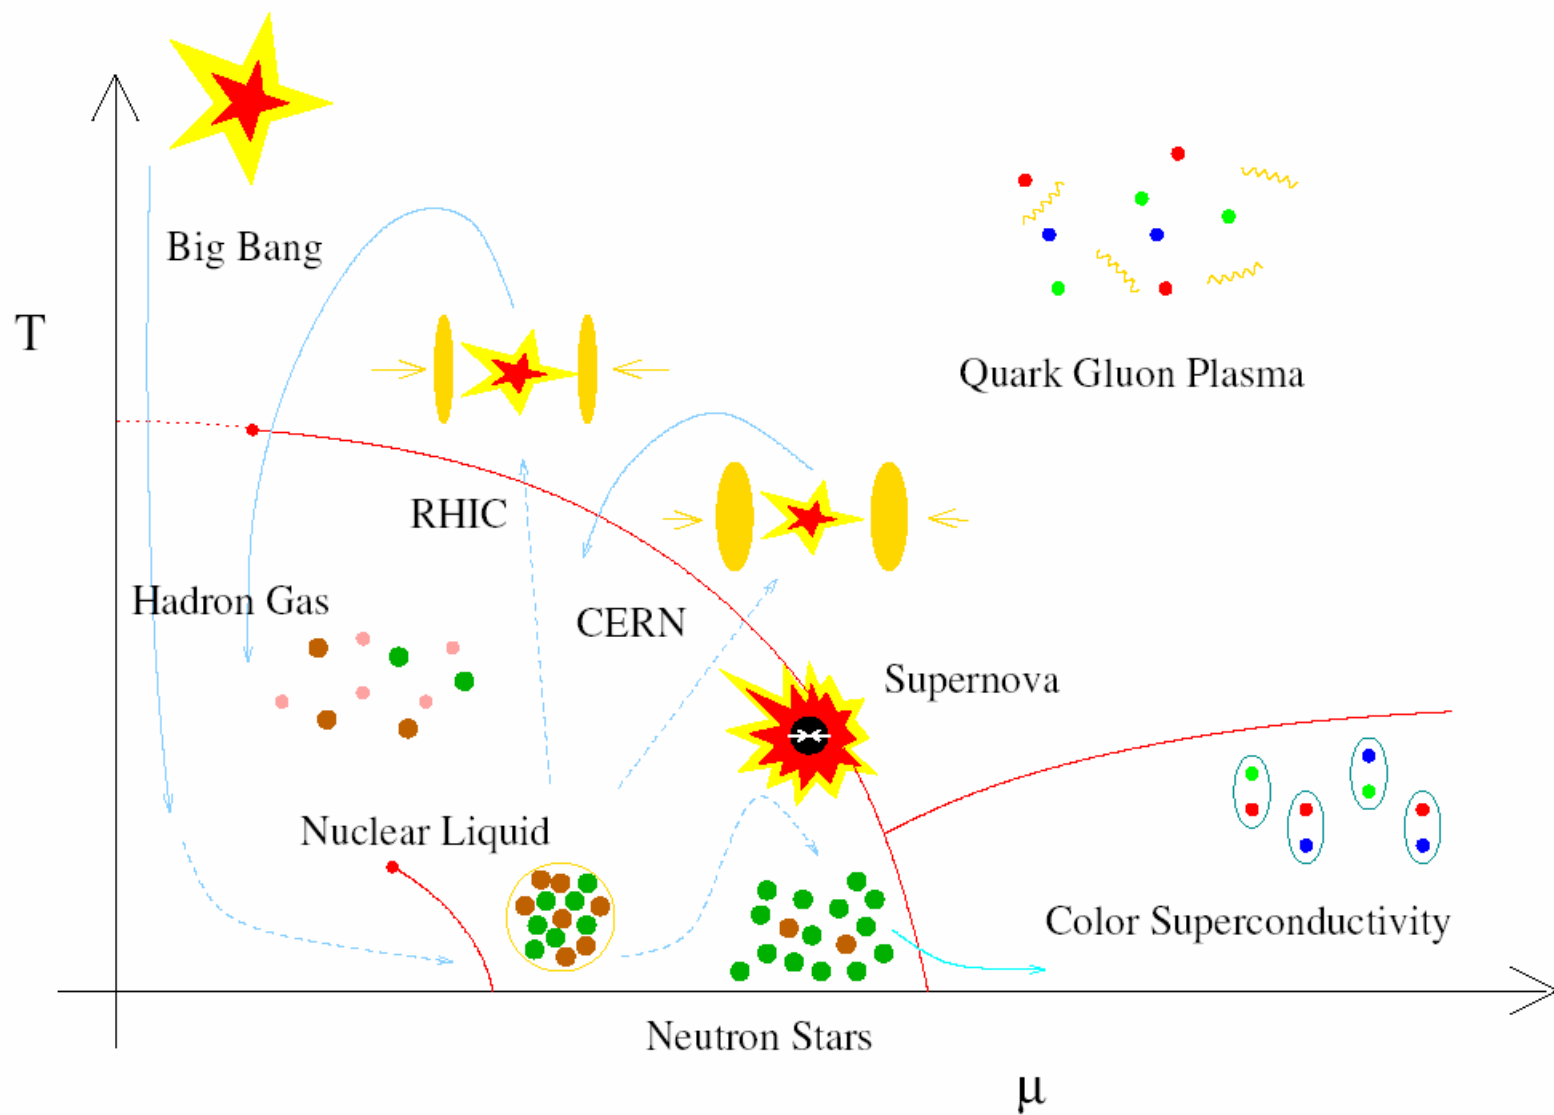 Big Bang
T
Quark Gluon Plasma
RHIC
Hadron Gas
CERN
Supernova
Nuclear Liquid
Color Superconductivity
Neutron Stars
μ